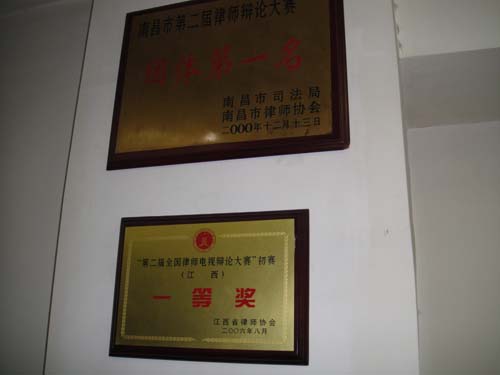 南昌市第二届律师辩论大赛
团体第一名
南昌市司法局
南昌市律师协会
二000年十二月十三日
"第二届全国律师电视辩论大赛"初赛
(江西)
一等奖
江西省律师协会
二〇〇六年八月